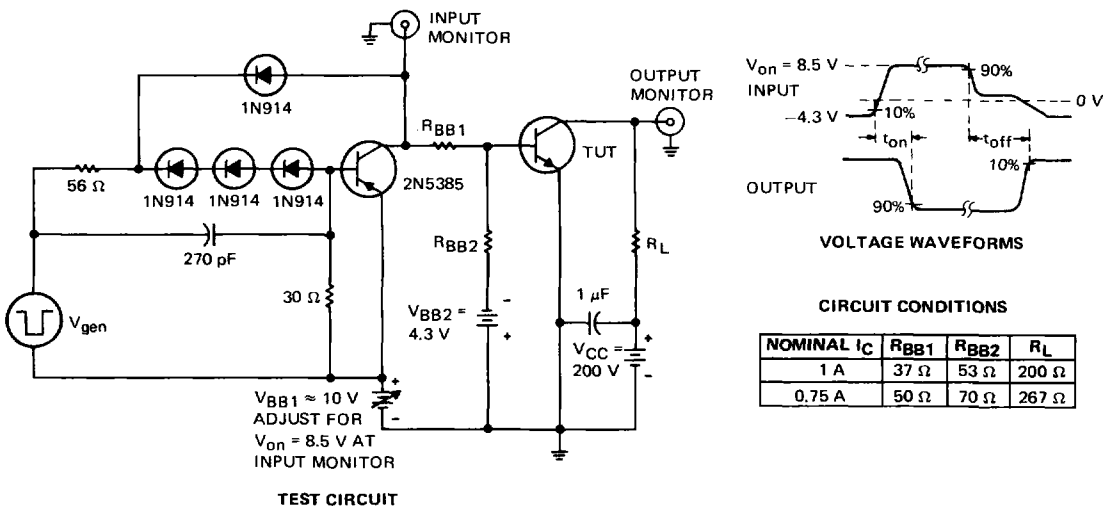 INPUT
MONITOR
1N914
OUTPUT
MONITOR
RBB1
TUT
56 Ω
1N914
1N914
1N914
2N5385
270 pF
RBB2
RL
30 Ω
1 μF
Vgen
VBB2 =
4.3 V
-
+
VCC =
200 V
+
-
VBB1 ≈ 10 V
ADJUST FOR
Von = 8.5 V AT
INPUT MONITOR
+
-
TEST CIRCUIT
Von = 8.5 V
INPUT
-4.3 V
90%
0 V
10%
ton
toff
10%
OUTPUT
90%
VOLTAGE WAVEFORMS
CIRCUIT CONDITIONS
NOMINAL IC RBB1 RBB2 RL
1 A 37 Ω 53 Ω 200 Ω
0.75 A 50 Ω 70 Ω 267 Ω